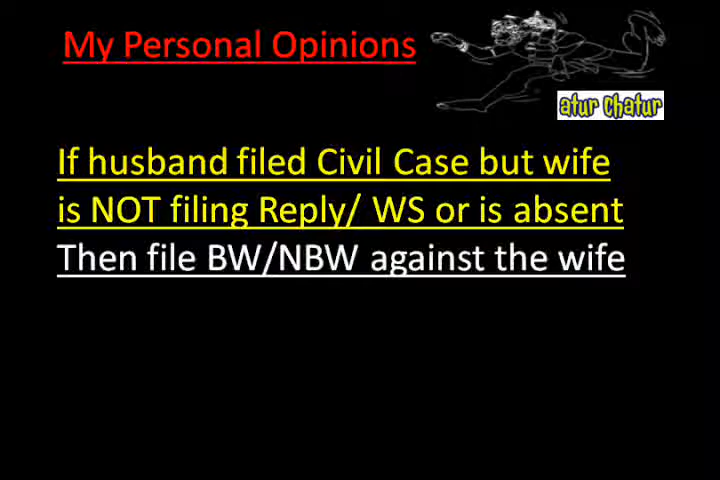 My Personal Opinions
atur chatur
If husband filed Civil Case but wife
is NOT filing Reply/ WS or is absent
Then file BW/NBW against the wife